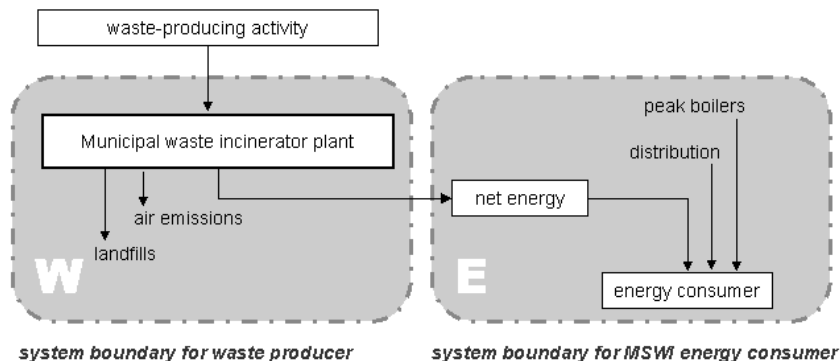 waste-producing activity
Municipal waste incinerator plant
air emissions
landfills
W
system boundary for waste producer
peak boilers
distribution
net energy
energy consumer
E
system boundary for MSWI energy consumer